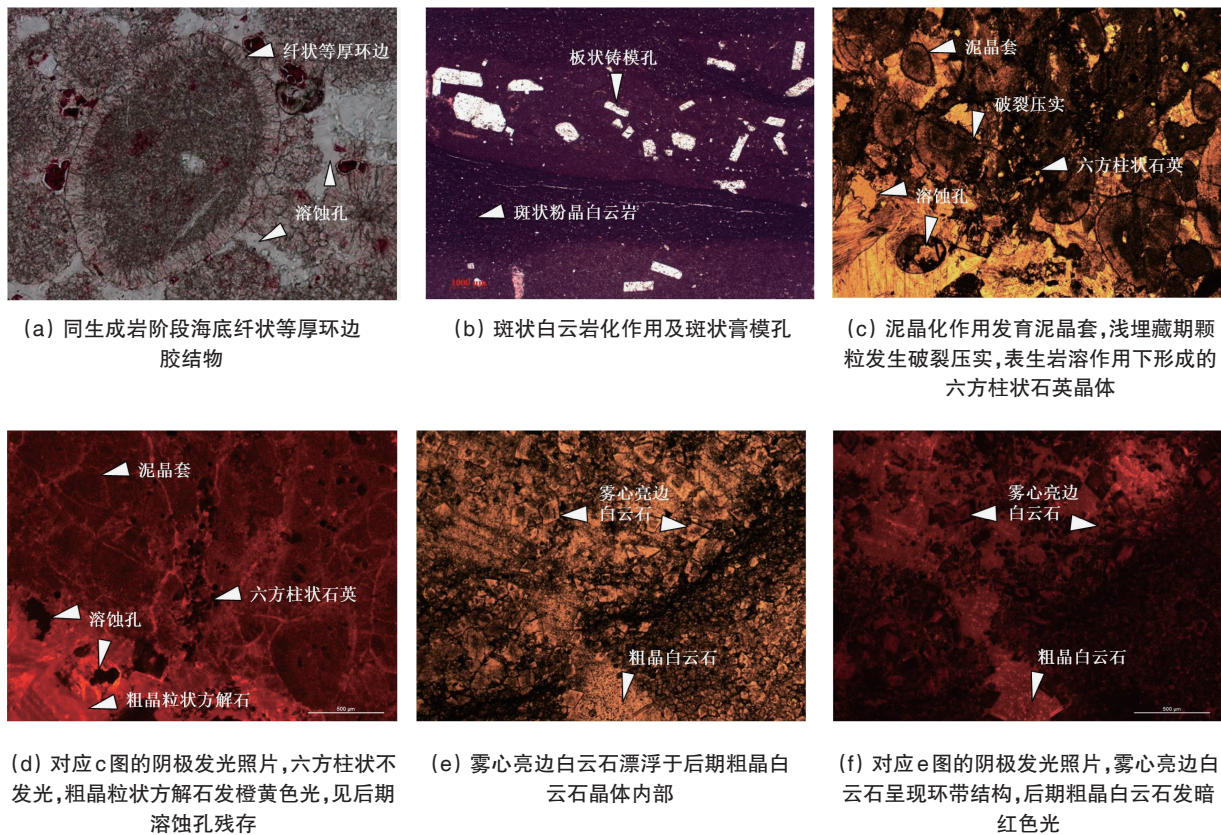 纤状等厚环边
溶蚀孔
(a) 同生成岩阶段海底纤状等厚环边
胶结物
板状铸模孔
斑状粉晶白云岩
(b) 斑状白云岩化作用及斑状膏模孔
泥晶套
破裂压实
六方柱状石英
溶蚀孔
(c) 泥晶化作用发育泥晶套,浅埋藏期颗
粒发生破裂压实,表生岩溶作用下形成的
六方柱状石英晶体
泥晶套
六方柱状石英
溶蚀孔
粗晶粒状方解石
500 μm
(d) 对应c图的阴极发光照片,六方柱状不
发光,粗晶粒状方解石发橙黄色光,见后期
溶蚀孔残存
雾心亮边
白云石
粗晶白云石
(e) 雾心亮边白云石漂浮于后期粗晶白
云石晶体内部
雾心亮边
白云石
粗晶白云石
500 μm
(f) 对应e图的阴极发光照片,雾心亮边白
云石呈现环带结构,后期粗晶白云石发暗
红色光